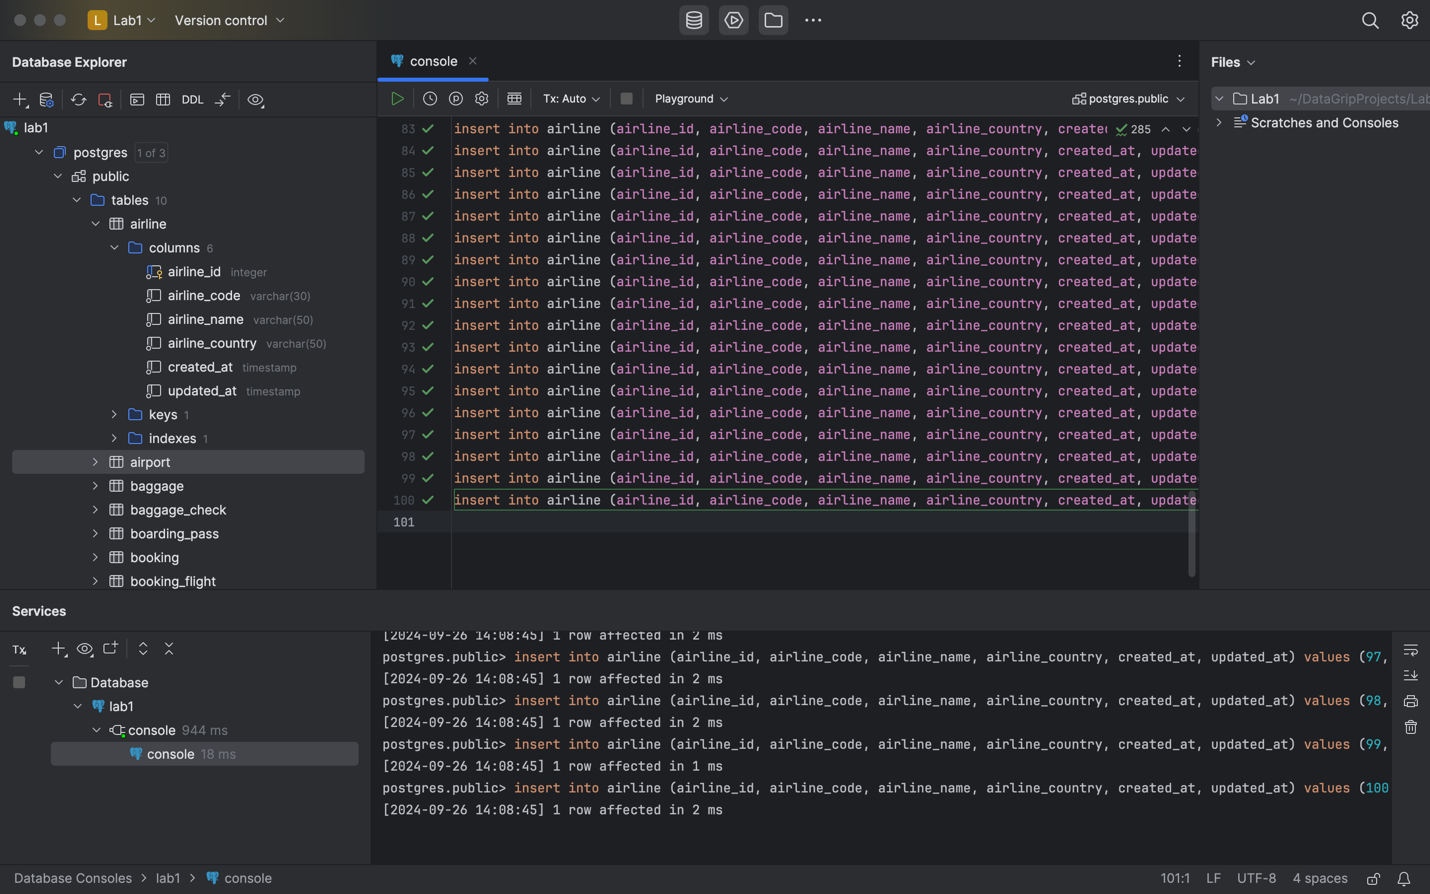 L Lab1 Version control
Database Explorer
DDL
lab1
postgres 1 of 3
public
tables 10
airline
columns 6
airline_id integer
airline_code varchar(30)
airline_name varchar(50)
airline_country varchar(50)
created_at timestamp
updated_at timestamp
keys 1
indexes 1
airport
baggage
baggage_check
boarding_pass
booking
booking_flight
console
Tx: Auto Playground postgres.public
83 insert into airline (airline_id, airline_code, airline_name, airline_country, create 285
84 insert into airline (airline_id, airline_code, airline_name, airline_country, created_at, update
85 insert into airline (airline_id, airline_code, airline_name, airline_country, created_at, update
86 insert into airline (airline_id, airline_code, airline_name, airline_country, created_at, update
87 insert into airline (airline_id, airline_code, airline_name, airline_country, created_at, update
88 insert into airline (airline_id, airline_code, airline_name, airline_country, created_at, update
89 insert into airline (airline_id, airline_code, airline_name, airline_country, created_at, update
90 insert into airline (airline_id, airline_code, airline_name, airline_country, created_at, update
91 insert into airline (airline_id, airline_code, airline_name, airline_country, created_at, update
92 insert into airline (airline_id, airline_code, airline_name, airline_country, created_at, update
93 insert into airline (airline_id, airline_code, airline_name, airline_country, created_at, update
94 insert into airline (airline_id, airline_code, airline_name, airline_country, created_at, update
95 insert into airline (airline_id, airline_code, airline_name, airline_country, created_at, update
96 insert into airline (airline_id, airline_code, airline_name, airline_country, created_at, update
97 insert into airline (airline_id, airline_code, airline_name, airline_country, created_at, update
98 insert into airline (airline_id, airline_code, airline_name, airline_country, created_at, update
99 insert into airline (airline_id, airline_code, airline_name, airline_country, created_at, update
100 insert into airline (airline_id, airline_code, airline_name, airline_country, created_at, update
101
Files
Lab1 ~/DataGripProjects/Lab
Scratches and Consoles
Services
Tx
Database
lab1
console 944 ms
console 18 ms
[2024-09-26 14:08:45] 1 row affected in 2 ms
postgres.public> insert into airline (airline_id, airline_code, airline_name, airline_country, created_at, updated_at) values (97,
[2024-09-26 14:08:45] 1 row affected in 2 ms
postgres.public> insert into airline (airline_id, airline_code, airline_name, airline_country, created_at, updated_at) values (98,
[2024-09-26 14:08:45] 1 row affected in 2 ms
postgres.public> insert into airline (airline_id, airline_code, airline_name, airline_country, created_at, updated_at) values (99,
[2024-09-26 14:08:45] 1 row affected in 1 ms
postgres.public> insert into airline (airline_id, airline_code, airline_name, airline_country, created_at, updated_at) values (100
[2024-09-26 14:08:45] 1 row affected in 2 ms
Database Consoles > lab1 > console
101:1 LF UTF-8 4 spaces